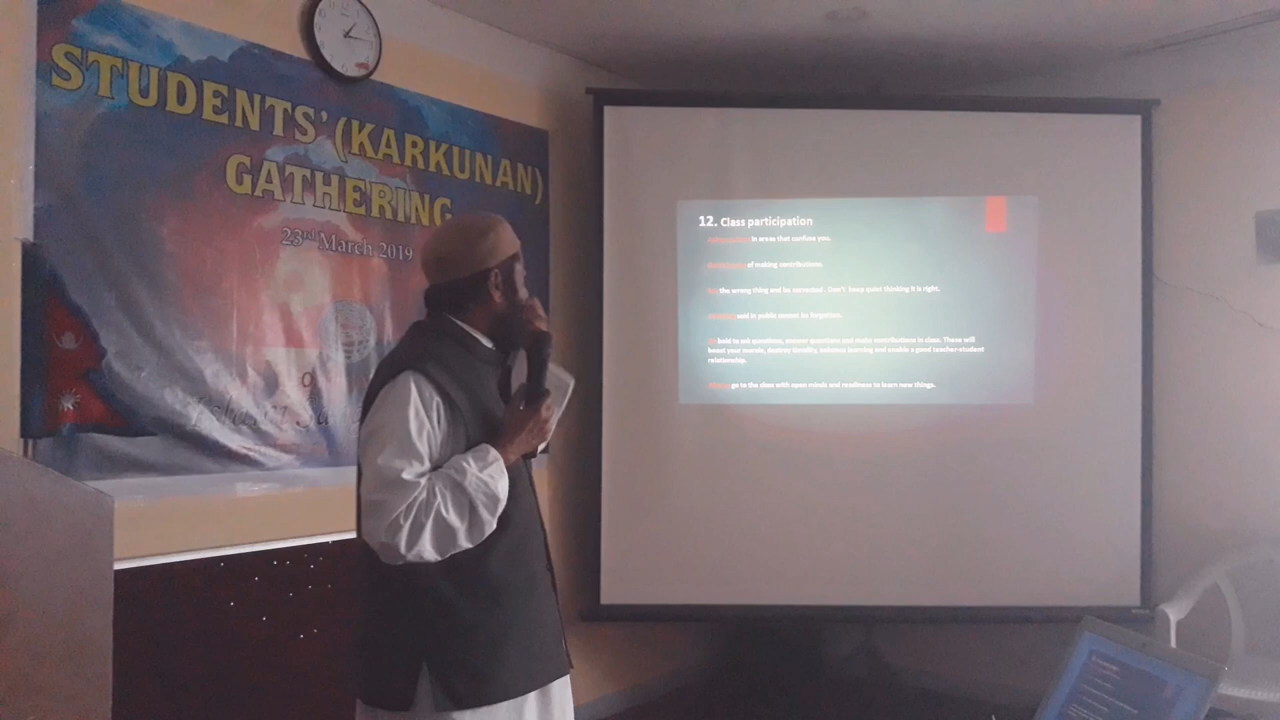 STUDENTS' (KARKUNAN)
GATHERING
23rd March 2019
12. Class participation
in areas that confuse you.
of making contributions.
the wrong thing and be corrected. Don't keep quiet thinking it is right.
said in public cannot be forgotten.
bold to ask questions, answer questions and make contributions in class. These will
boost your morale, destroy timidity, enhance learning and enable a good teacher-student
relationship.
go to the class with open minds and readiness to learn new things.